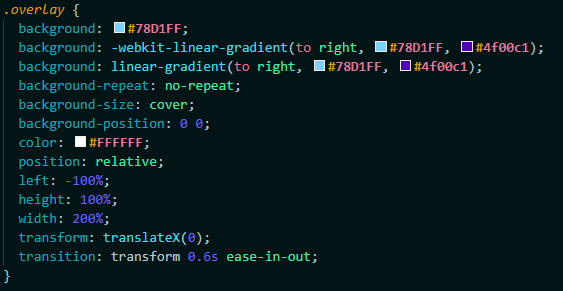 .overlay {
  background: #78D1FF;
  background: -webkit-linear-gradient(to right, #78D1FF, #4f00c1);
  background: linear-gradient(to right, #78D1FF, #4f00c1);
  background-repeat: no-repeat;
  background-size: cover;
  background-position: 0 0;
  color: #FFFFFF;
  position: relative;
  left: -100%;
  height: 100%;
  width: 200%;
  transform: translateX(0);
  transition: transform 0.6s ease-in-out;
}